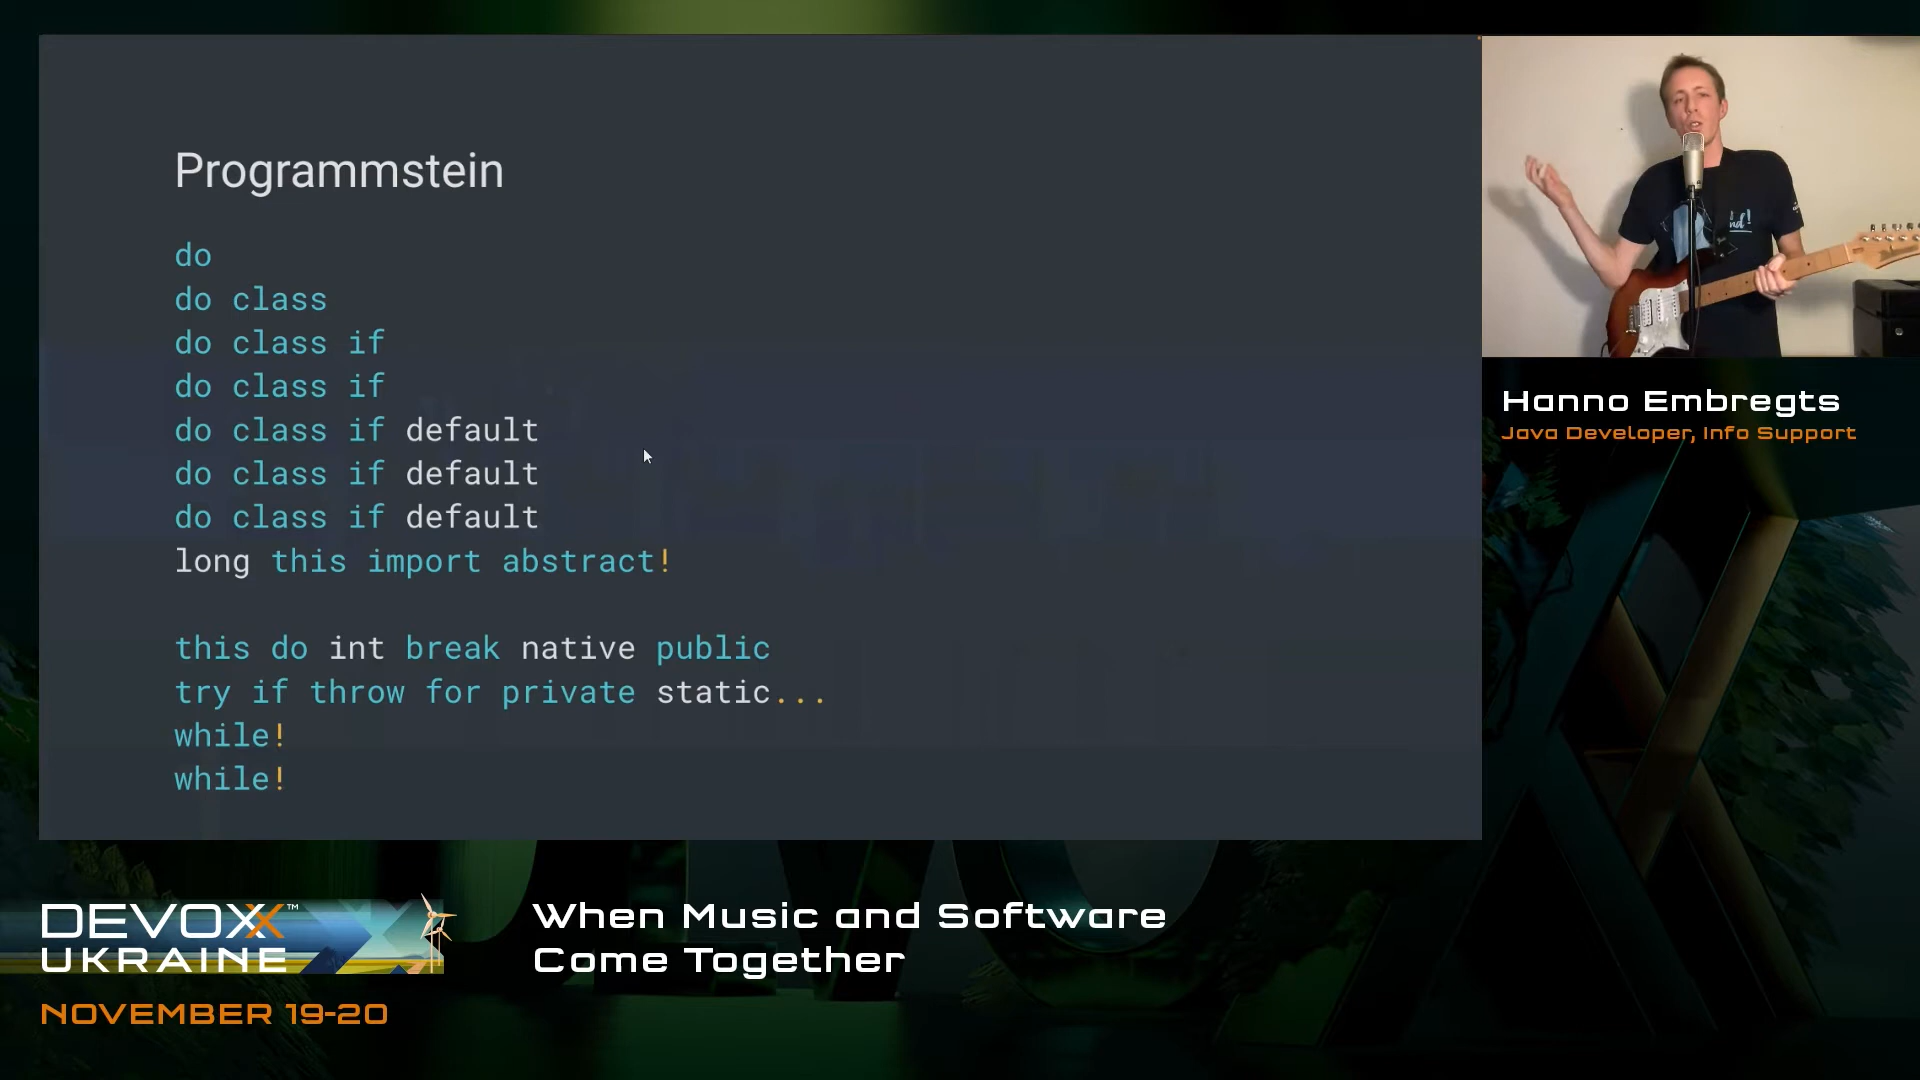 Programmstein
do
do class
do class if
do class if
do class if default
do class if default
do class if default
long this import abstract!
this do int break native public
try if throw for private static...
while!
while!
Hanno Embregts
Java Developer, Info Support
DEVOXX™
UKRAINE
NOVEMBER 19-20
When Music and Software
Come Together